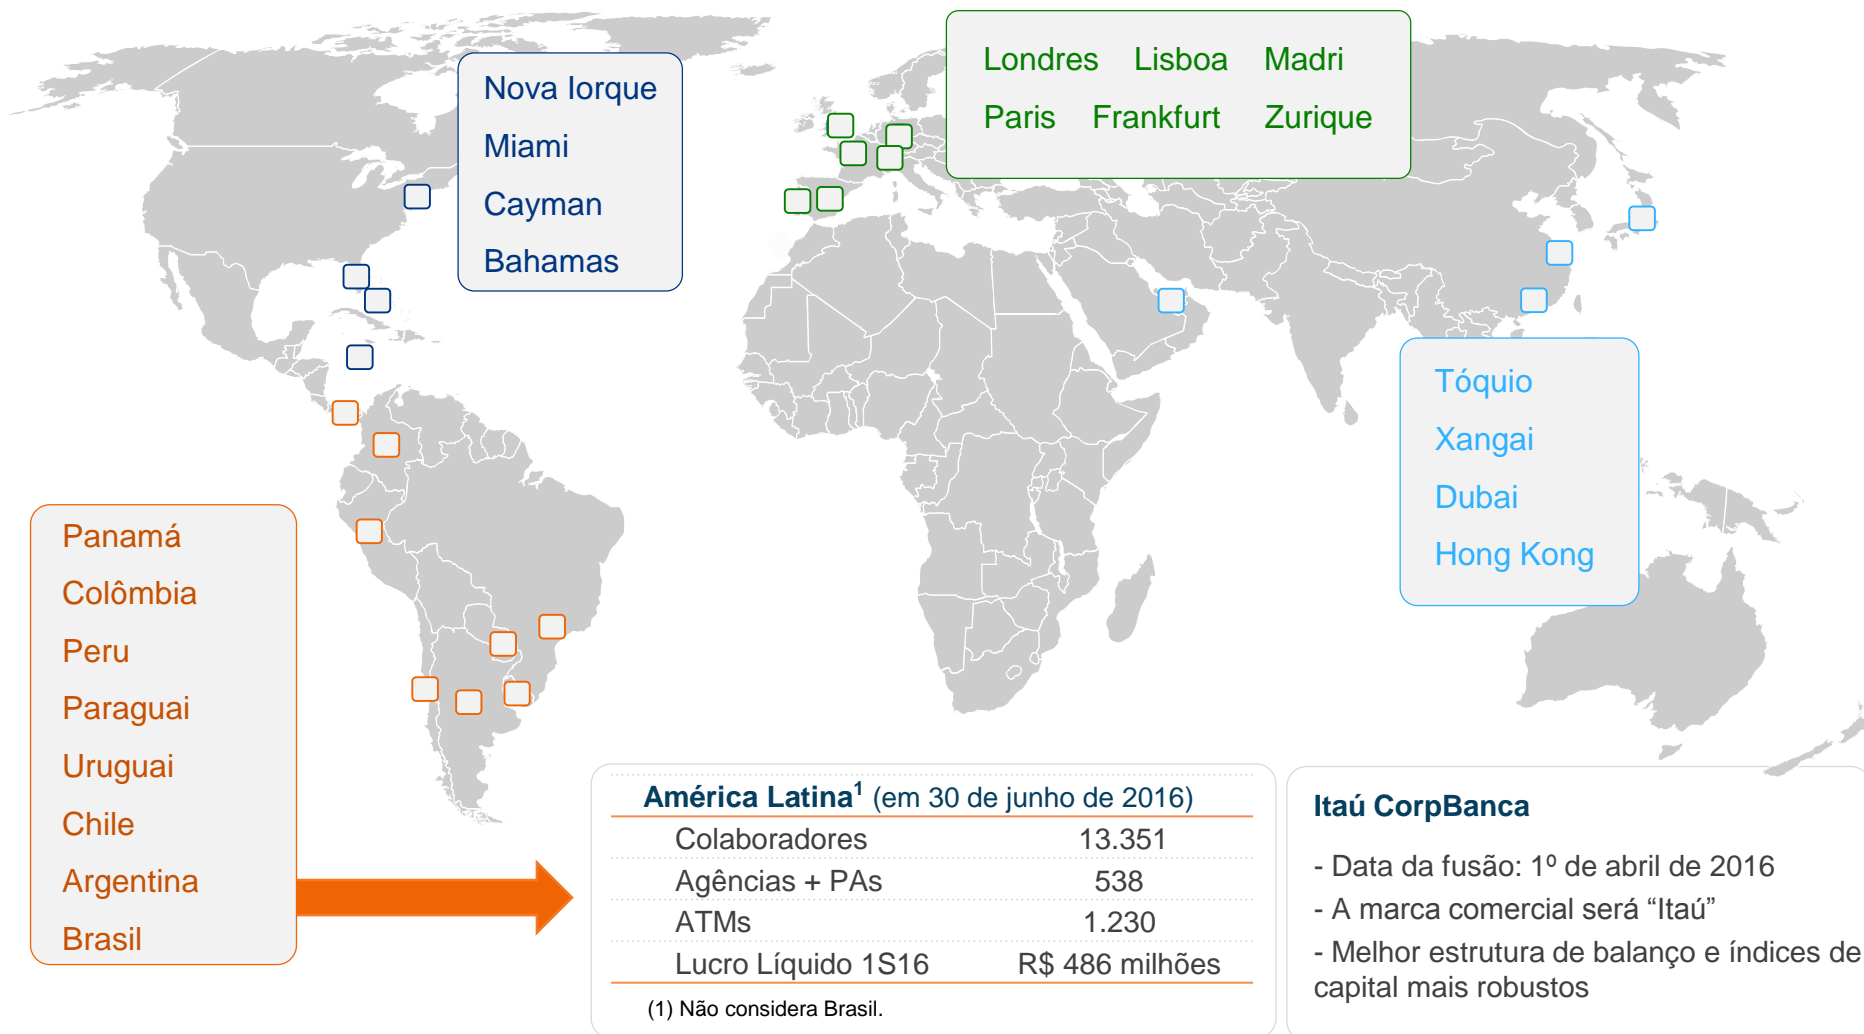 Nova Iorque
Miami
Cayman
Bahamas
Londres Lisboa Madri
Paris Frankfurt Zurique
Tóquio
Xangai
Dubai
Hong Kong
Panamá
Colômbia
Peru
Paraguai
Uruguai
Chile
Argentina
Brasil
América Latina¹ (em 30 de junho de 2016)
Colaboradores 13.351
Agências + PAs 538
ATMs 1.230
Lucro Líquido 1S16 R$ 486 milhões
(1) Não considera Brasil.
Itaú CorpBanca
- Data da fusão: 1º de abril de 2016
- A marca comercial será “Itaú”
- Melhor estrutura de balanço e índices de
capital mais robustos